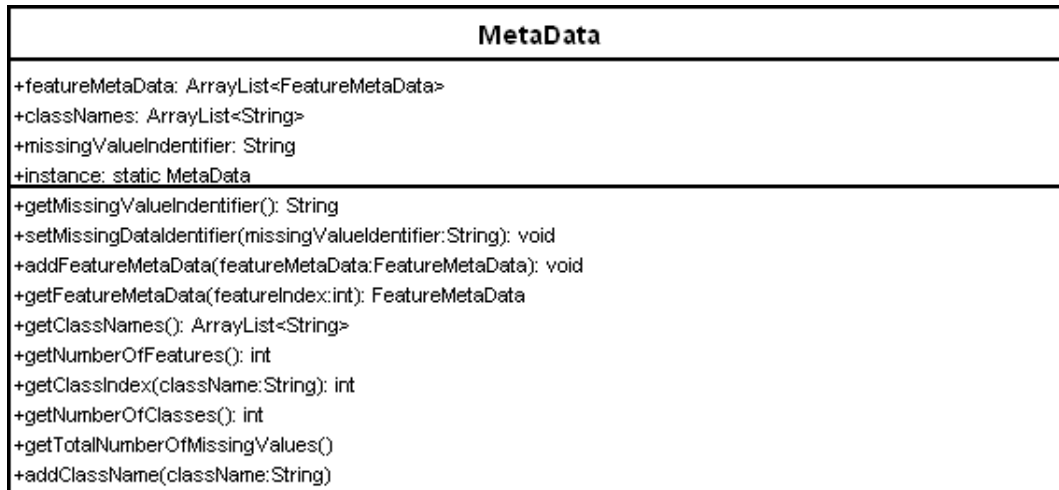 MetaData
+featureMetaData: ArrayList<FeatureMetaData>
+classNames: ArrayList<String>
+missingValueIndentifier: String
+instance: static MetaData
+getMissingValueIndentifier(): String
+setMissingDataIdentifier(missingValueIdentifier:String): void
+addFeatureMetaData(featureMetaData:FeatureMetaData): void
+getFeatureMetaData(featureIndex:int): FeatureMetaData
+getClassNames(): ArrayList<String>
+getNumberOfFeatures(): int
+getClassIndex(className:String): int
+getNumberOfClasses(): int
+getTotalNumberOfMissingValues()
+addClassName(className:String)